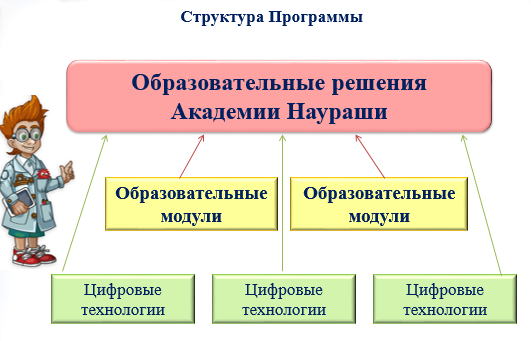 Структура Программы
Образовательные решения
Академии Наураши
Образовательные
модули
Образовательные
модули
Цифровые
технологии
Цифровые
технологии
Цифровые
технологии